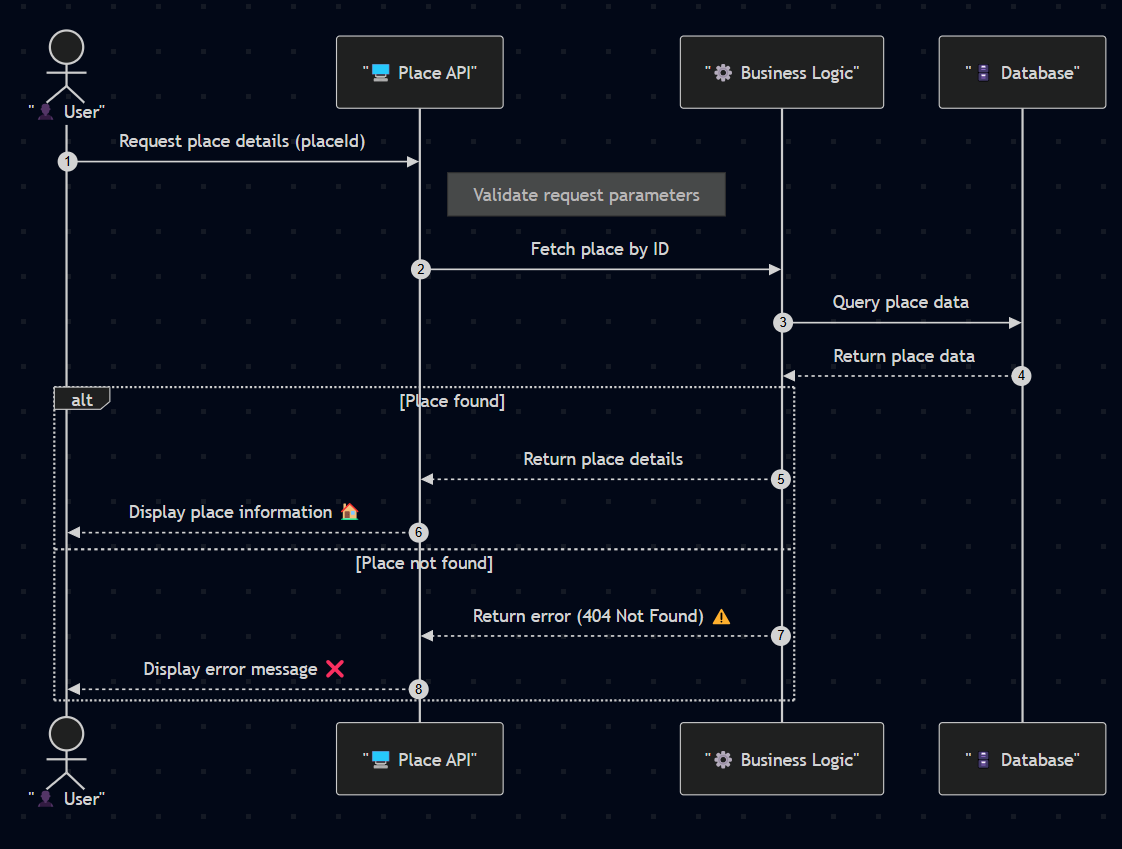 "👤 User"
"🖥️ Place API"
"⚙️ Business Logic"
"🗄️ Database"
Request place details (placeId)
1
Validate request parameters
Fetch place by ID
2
Query place data
3
Return place data
4
alt
[Place found]
Return place details
5
Display place information 🏠
6
[Place not found]
Return error (404 Not Found) ⚠️
7
Display error message ❌
8
"👤 User"
"🖥️ Place API"
"⚙️ Business Logic"
"🗄️ Database"